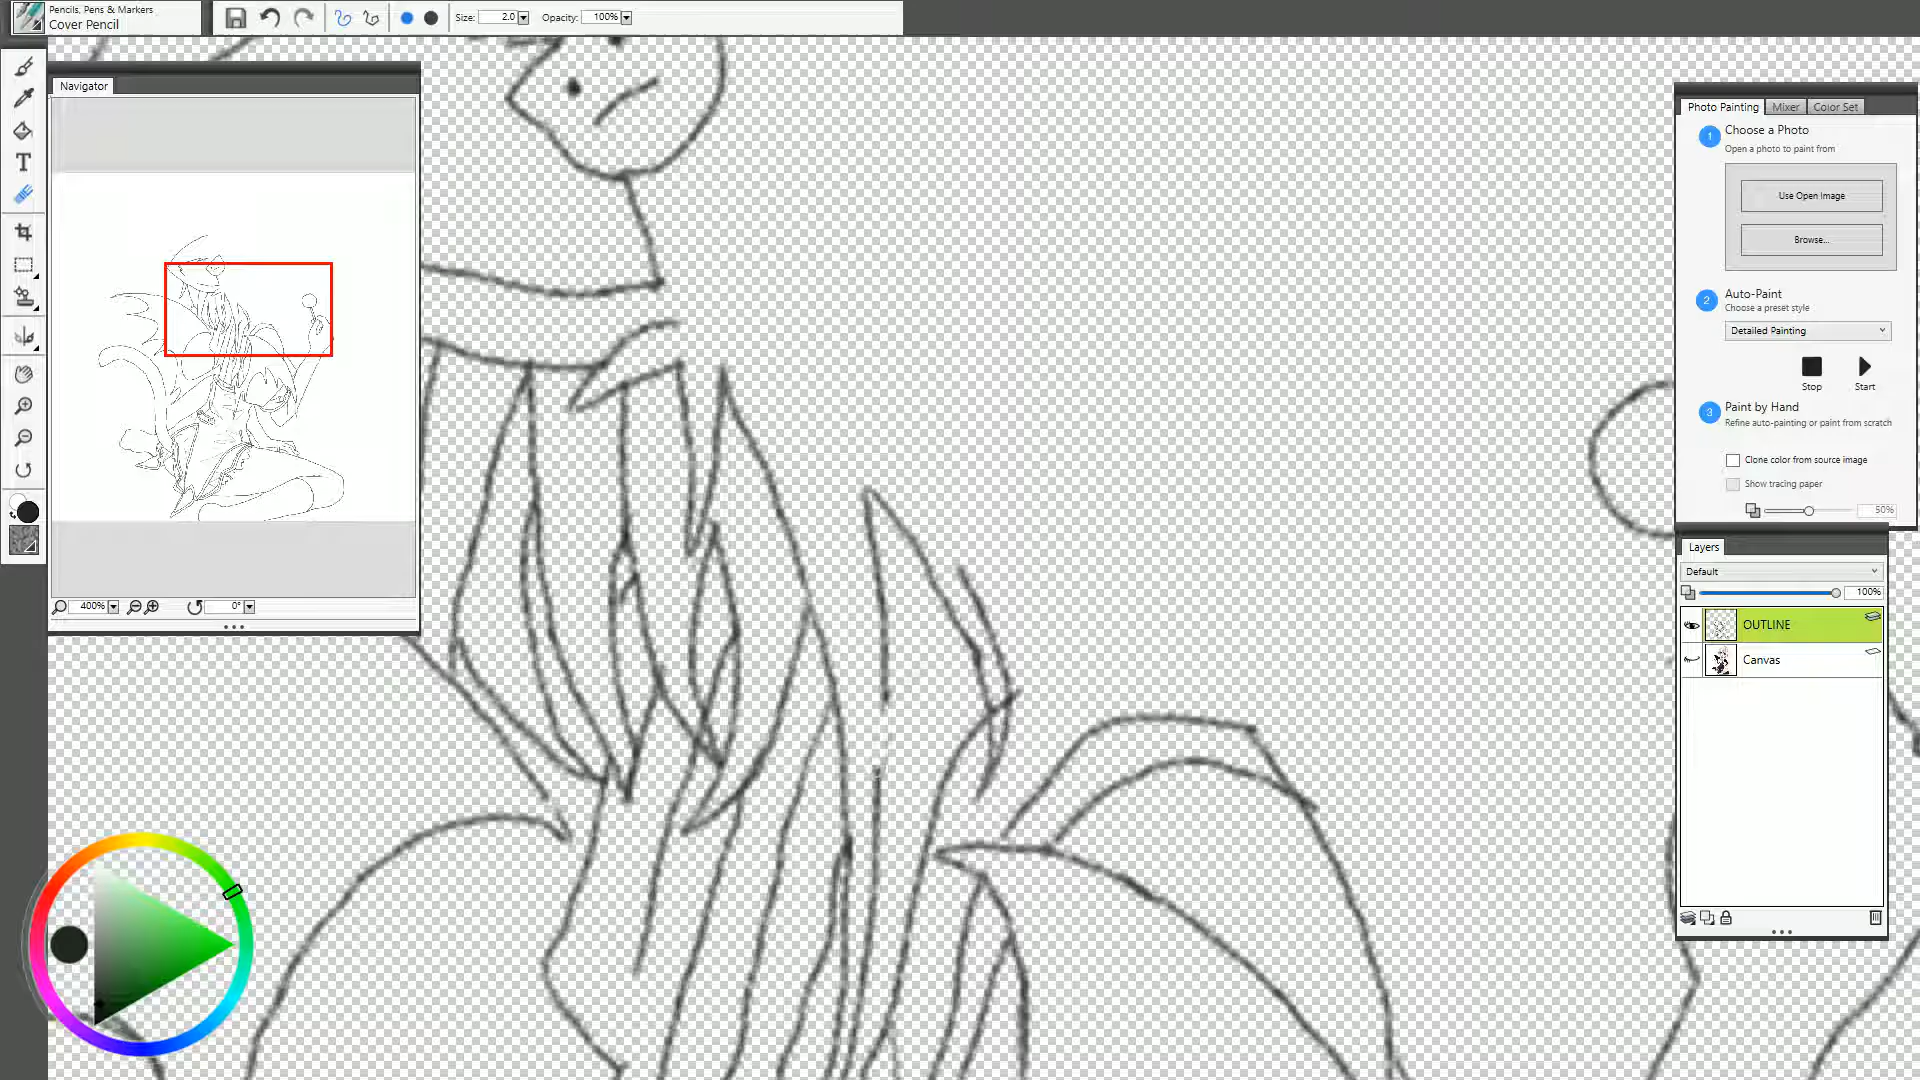 Pencils, Pens & Markers
Cover Pencil
Size: 2.0 Opacity: 100%
Navigator
400% 0°
T
Photo Painting Mixer Color Set
1 Choose a Photo
Open a photo to paint from
Use Open Image
Browse...
2 Auto-Paint
Choose a preset style
Detailed Painting
Stop Start
3 Paint by Hand
Refine auto-painting or paint from scratch
Clone color from source image
Show tracing paper
50%
Layers
Default
100%
OUTLINE
Canvas